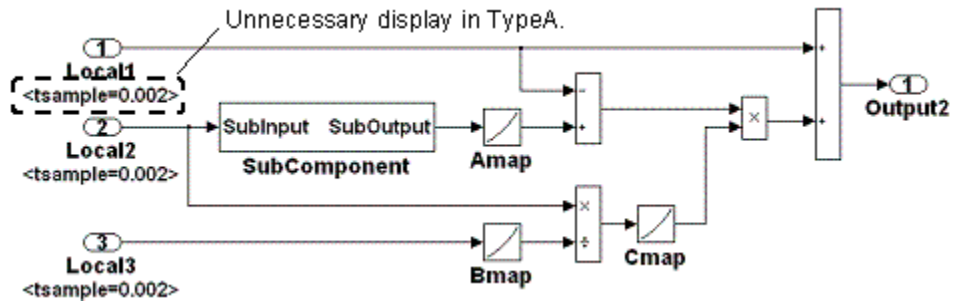 Unnecessary display in TypeA.
1
Local1
<tsample=0.002>
2
Local2
<tsample=0.002>
SubInput SubOutput
SubComponent
Amap
-
+
×
+
+
1
Output2
3
Local3
<tsample=0.002>
Bmap
×
÷
Cmap